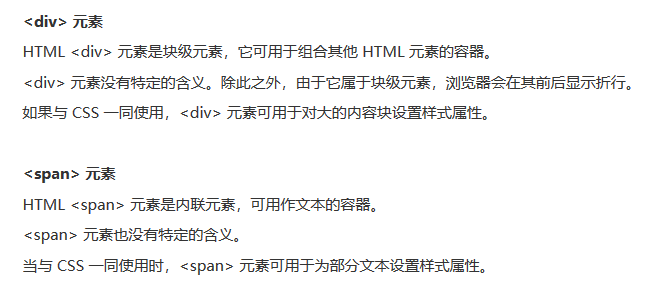 <div> 元素
HTML <div> 元素是块级元素，它可用于组合其他 HTML 元素的容器。
<div> 元素没有特定的含义。除此之外，由于它属于块级元素，浏览器会在其前后显示折行。
如果与 CSS 一同使用，<div> 元素可用于对大的内容块设置样式属性。
<span> 元素
HTML <span> 元素是内联元素，可用作文本的容器。
<span> 元素也没有特定的含义。
当与 CSS 一同使用时，<span> 元素可用于为部分文本设置样式属性。